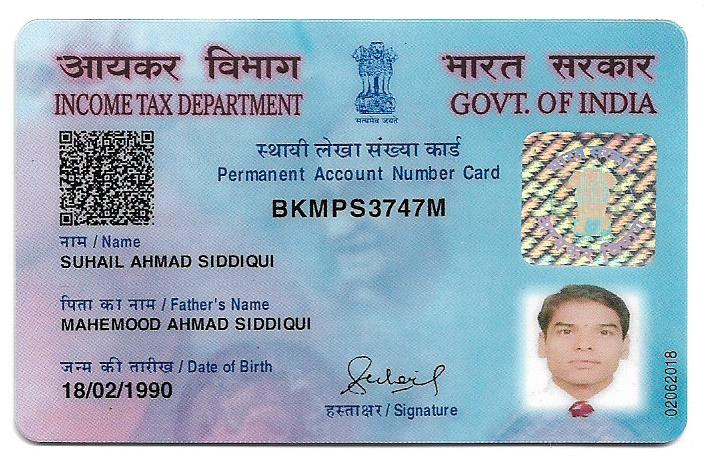 आयकर विभाग
INCOME TAX DEPARTMENT
सत्यमेव जयते
भारत सरकार
GOVT. OF INDIA
स्थायी लेखा संख्या कार्ड
Permanent Account Number Card
BKMPS3747M
नाम / Name
SUHAIL AHMAD SIDDIQUI
पिता का नाम / Father's Name
MAHEMOOD AHMAD SIDDIQUI
जन्म की तारीख / Date of Birth
18/02/1990
Suhail
हस्ताक्षर / Signature
02062018